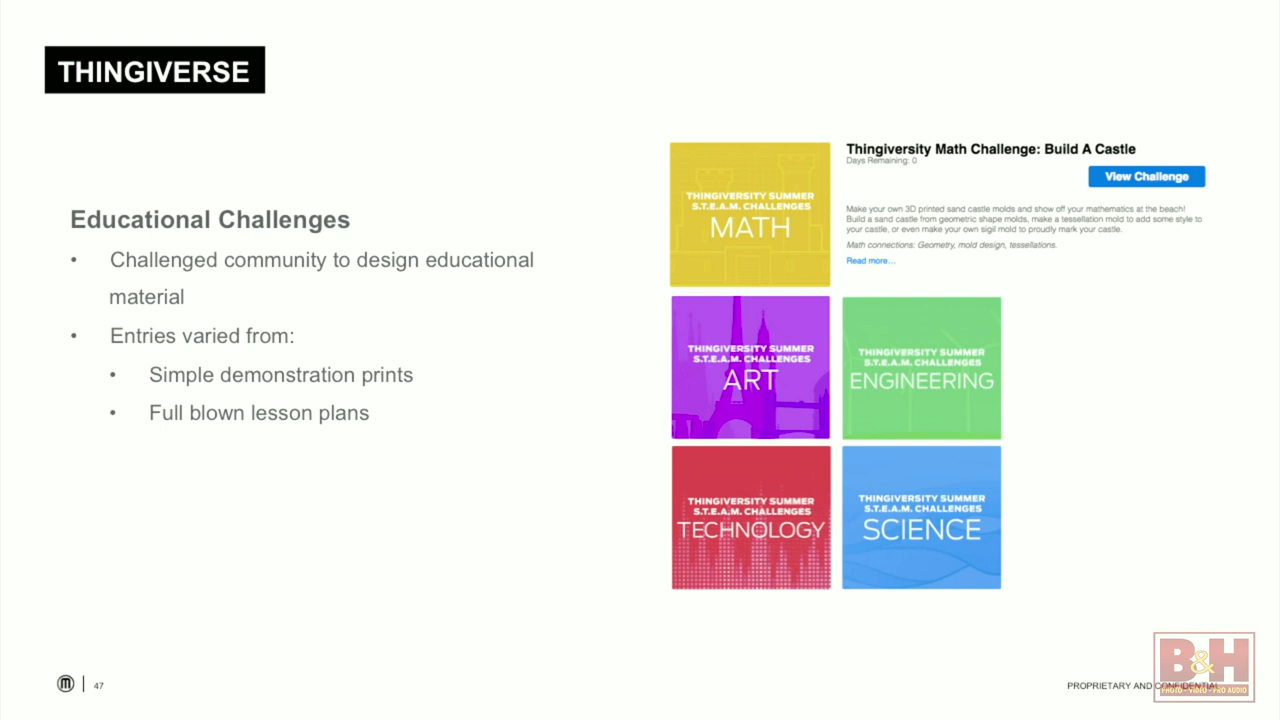 THINGIVERSE
Educational Challenges
• Challenged community to design educational
material
• Entries varied from:
• Simple demonstration prints
• Full blown lesson plans
THINGIVERSITY SUMMER
S.T.E.A.M. CHALLENGES
MATH
Thingiversity Math Challenge: Build A Castle
Days Remaining: 0
View Challenge
Make your own 3D printed sand castle molds and show off your mathematics at the beach!
Build a sand castle from geometric shape molds, make a tessellation mold to add some style to
your castle, or even make your own sigil mold to proudly mark your castle.
Math connections: Geometry, mold design, tessellations.
Read more...
THINGIVERSITY SUMMER
S.T.E.A.M. CHALLENGES
ART
THINGIVERSITY SUMMER
S.T.E.A.M. CHALLENGES
ENGINEERING
THINGIVERSITY SUMMER
S.T.E.A.M. CHALLENGES
TECHNOLOGY
THINGIVERSITY SUMMER
S.T.E.A.M. CHALLENGES
SCIENCE
M | 47
PROPRIETARY AND CONFIDENTIAL
B&H
PHOTO - VIDEO - PRO AUDIO